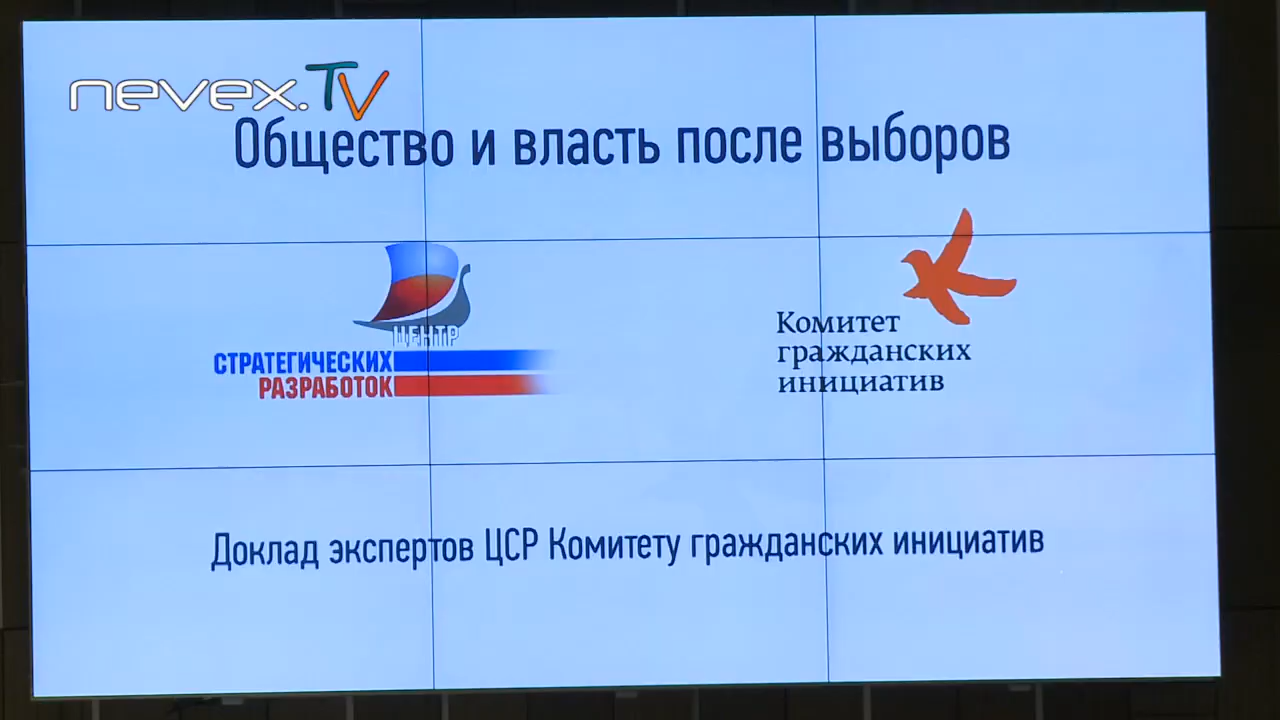 nevex.TV
Общество и власть после выборов
ЦЕНТР
СТРАТЕГИЧЕСКИХ
РАЗРАБОТОК
Комитет
гражданских
инициатив
Доклад экспертов ЦСР Комитету гражданских инициатив